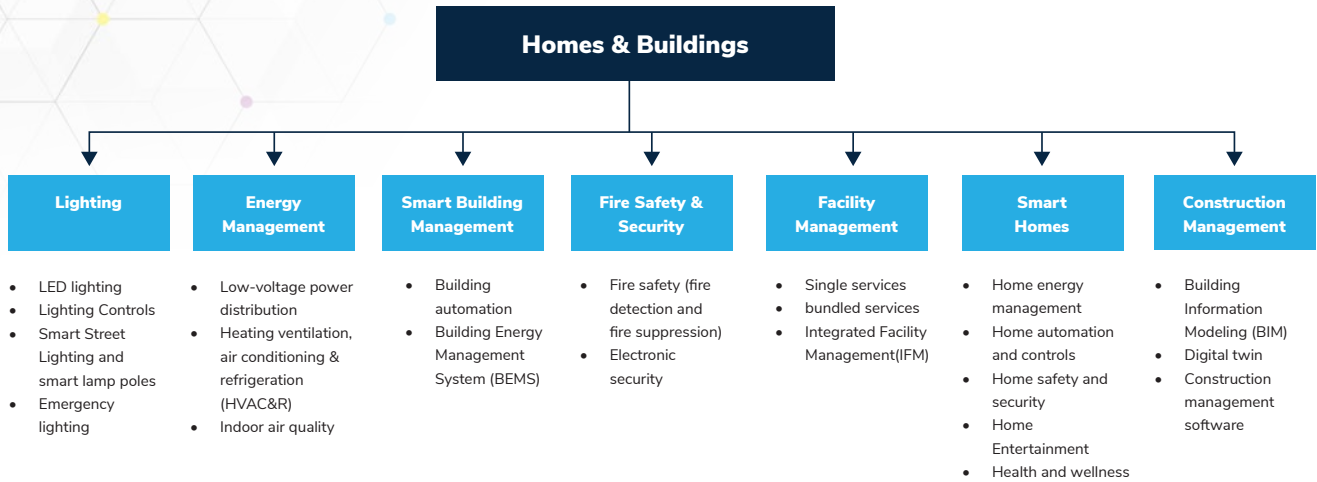 Homes & Buildings
Lighting
Energy
Management
Smart Building
Management
Fire Safety &
Security
Facility
Management
Smart
Homes
Construction
Management
• LED lighting
• Lighting Controls
• Smart Street
Lighting and
smart lamp poles
• Emergency
lighting
• Low-voltage power
distribution
• Heating ventilation,
air conditioning &
refrigeration
(HVAC&R)
• Indoor air quality
• Building
automation
• Building Energy
Management
System (BEMS)
• Fire safety (fire
detection and
fire suppression)
• Electronic
security
• Single services
• bundled services
• Integrated Facility
Management(IFM)
• Home energy
management
• Home automation
and controls
• Home safety and
security
• Home
Entertainment
• Health and wellness
• Building
Information
Modeling (BIM)
• Digital twin
• Construction
management
software